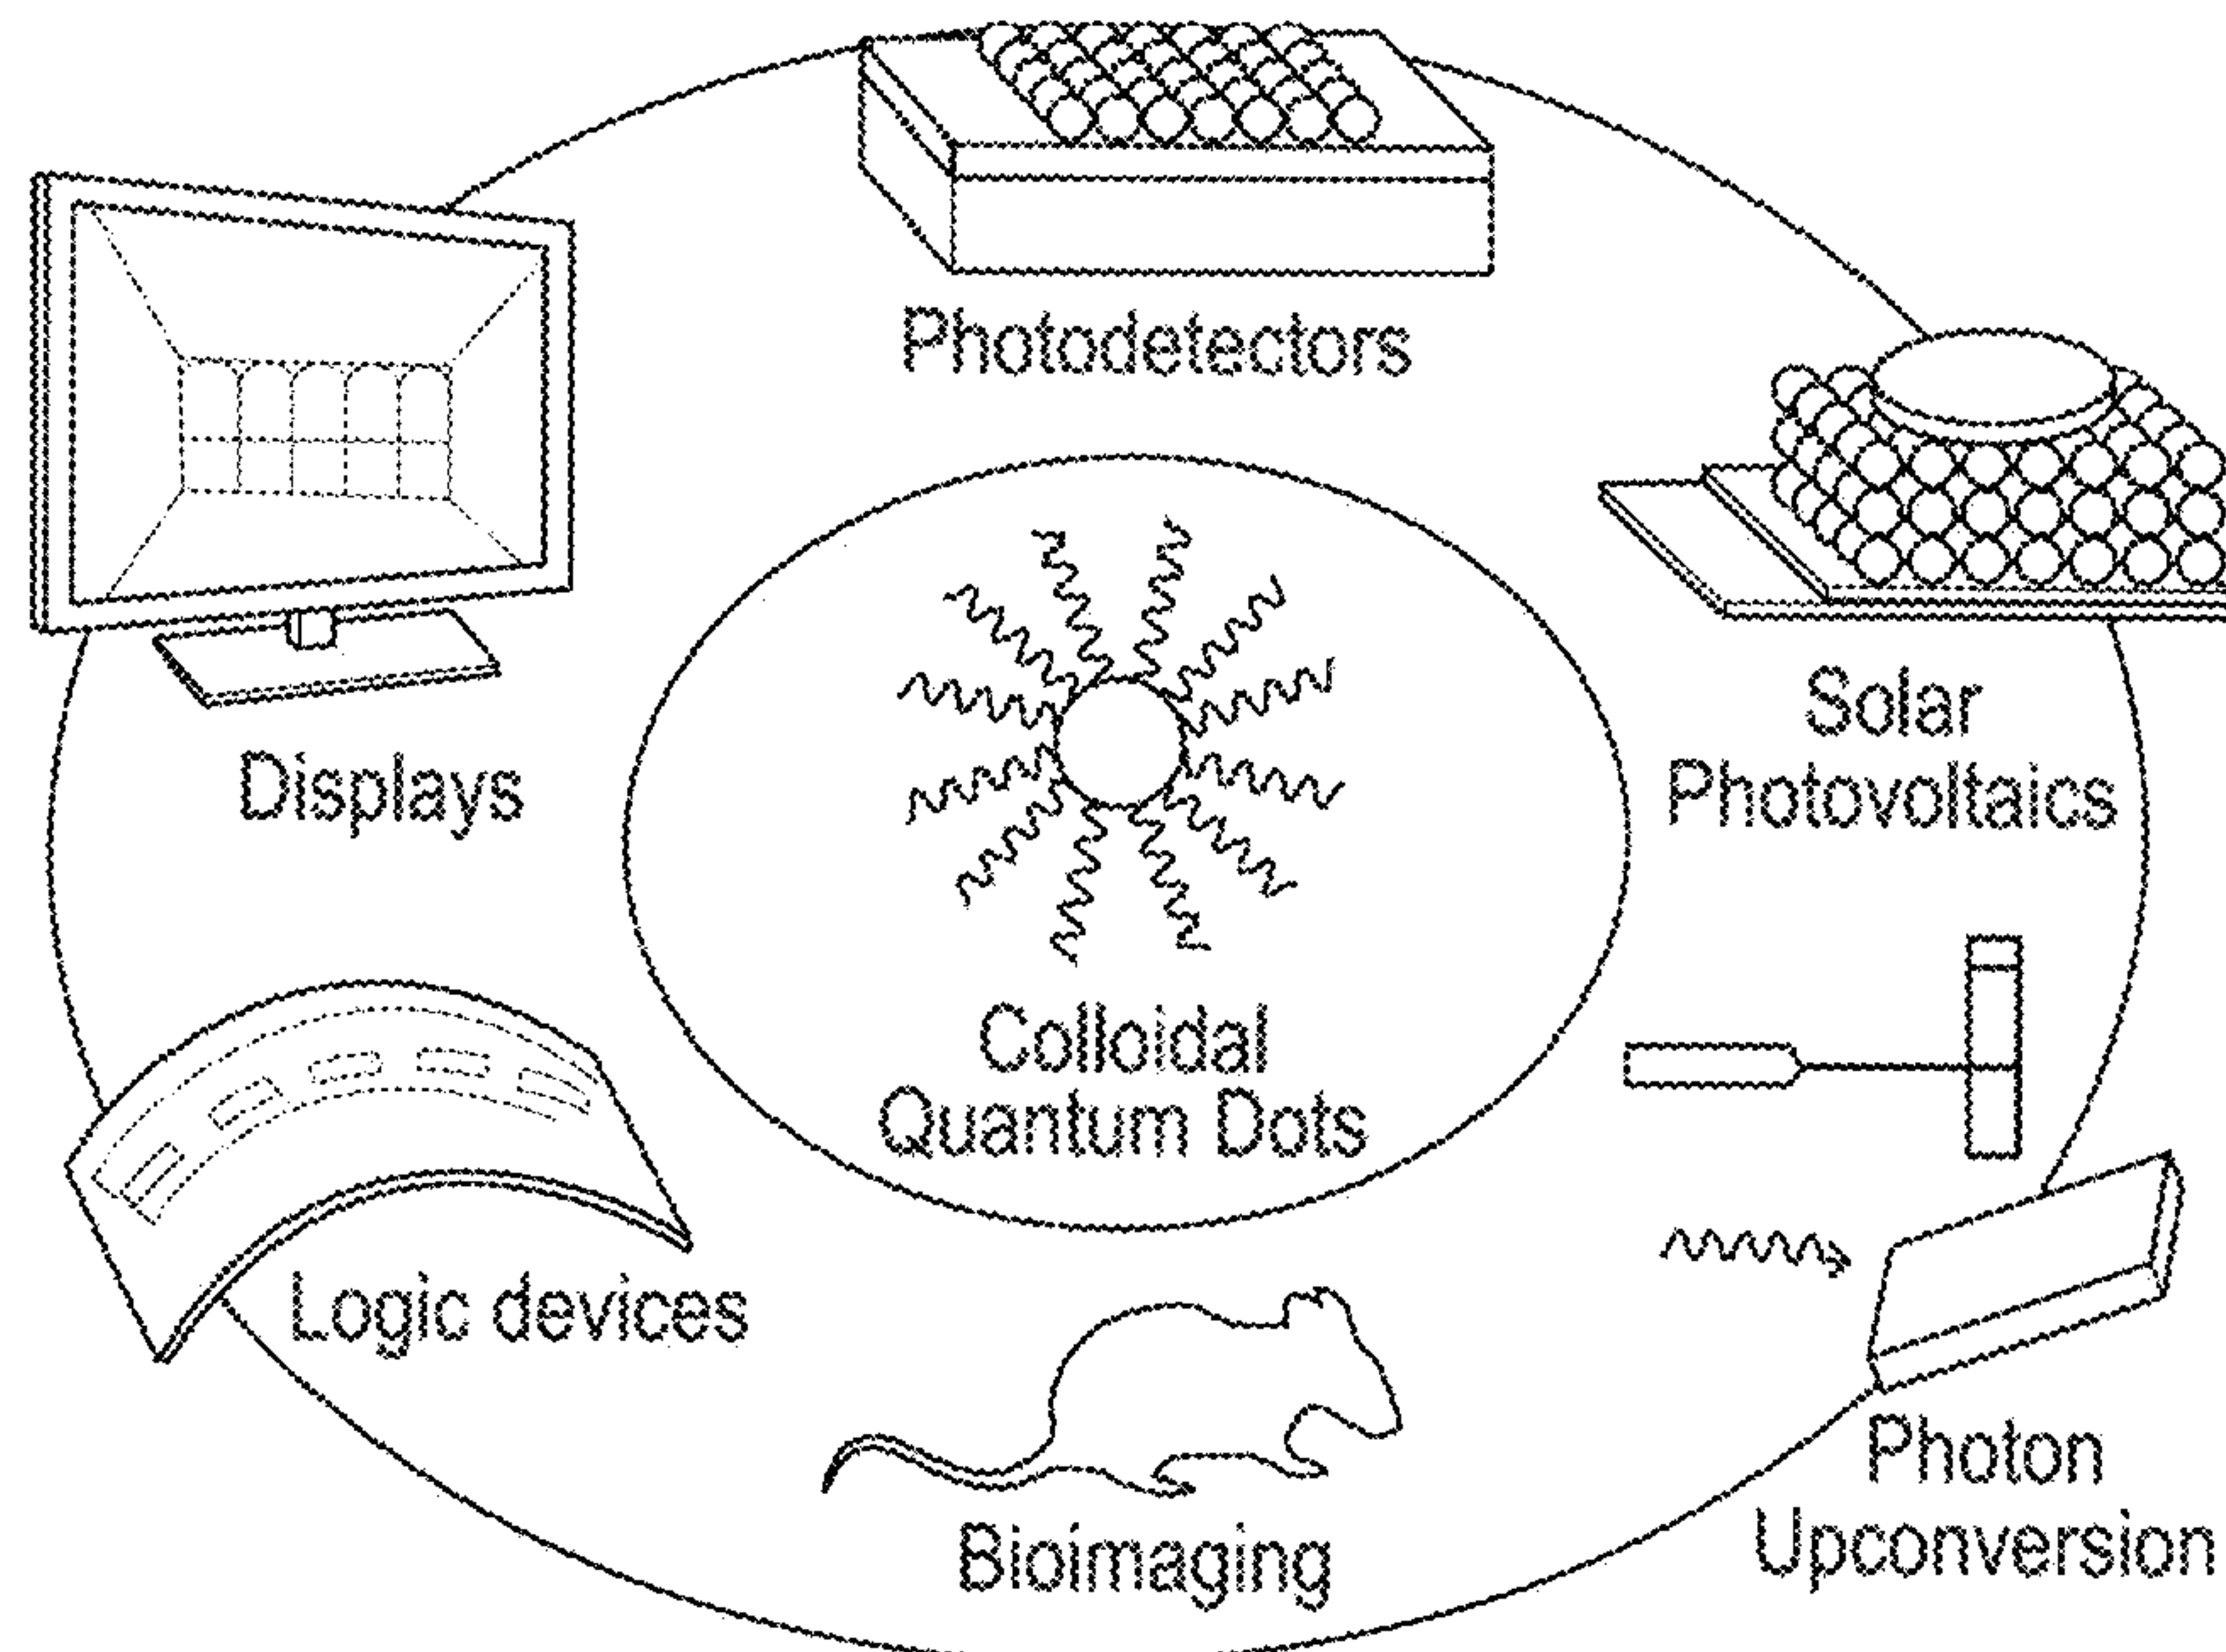 Photodetectors
Solar
Photovoltaics
Displays
Colloidal
Quantum Dots
Logic devices
Photon
Upconversion
Bioimaging